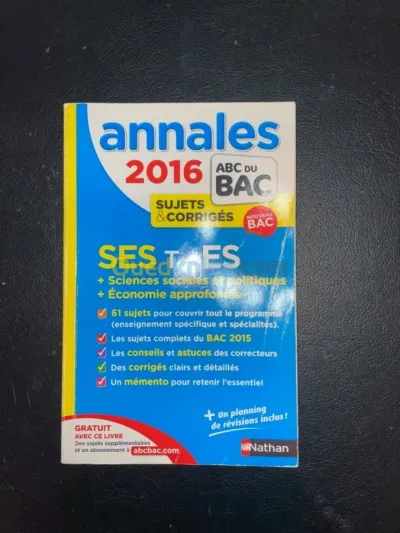 annales
2016
ABC DU
BAC
SUJETS
& CORRIGÉS
NOUVEAU
BAC
SES T ES
+ Sciences sociales et politiques
+ Économie approfondie
61 sujets pour couvrir tout le programme
(enseignement spécifique et spécialités).
Les sujets complets du BAC 2015
Les conseils et astuces des correcteurs
Des corrigés clairs et détaillés
Un mémento pour retenir l'essentiel
+ Un planning
de révisions inclus !
GRATUIT
AVEC CE LIVRE
Des sujets supplémentaires
et un abonnement à abcbac.com
Nathan